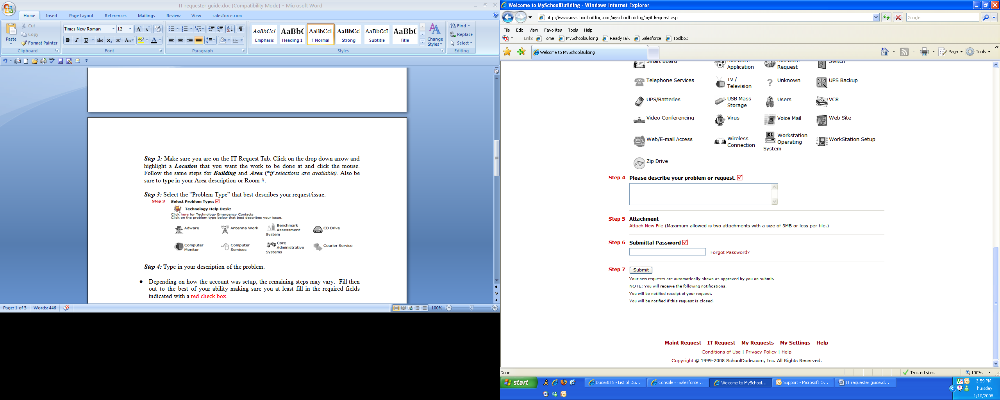 IT requester guide.doc [Compatibility Mode] - Microsoft Word
Home Insert Page Layout References Mailings Review View salesforce.com
Paste
Cut
Copy
Format Painter
Clipboard
Times New Roman 12
B I U abc x₂ x² Aa
Font
Paragraph
AaBbCcI AaBbC AaBbCcI AaBbCcI AaBbCcI AaBbC
Emphasis Heading 1 ¶ Normal Strong Subtitle Title
Change
Styles
Styles
Find
Replace
Select
Editing
Step 2: Make sure you are on the IT Request Tab. Click on the drop down arrow and
highlight a Location that you want the work to be done at and click the mouse.
Follow the same steps for Building and Area (*if selections are available). Also be
sure to type in your Area description or Room #.
Step 3: Select the “Problem Type” that best describes your request/issue.
Step 3 Select Problem Type:
Technology Help Desk:
Click here for Technology Emergency Contacts
Click on the problem type below that best describes your issue.
Adware
Antenna Work
Benchmark
Assessment
System
CD Drive
Computer
Monitor
Computer
Services
Core
Administrative
Systems
Courier Service
Step 4: Type in your description of the problem.
• Depending on how the account was setup, the remaining steps may vary. Fill then
out to the best of your ability making sure you at least fill in the required fields
indicated with a red check box.
Page: 1 of 3 Words: 446 100%
Welcome to MySchoolBuilding - Windows Internet Explorer
http://www.myschoolbuilding.com/myschoolbuilding/myitdrequest.asp Google
File Edit View Favorites Tools Help
Links Home MySchoolBuilding ReadyTalk Salesforce Toolbox
Welcome to MySchoolBuilding Page Tools
Smart Board
Software
Application
Software
Request
Switch
Telephone Services
TV /
Television
Unknown
UPS Backup
UPS/Batteries
USB Mass
Storage
Users
VCR
Video Conferencing
Virus
Voice Mail
Web Site
Web/E-mail Access
Wireless
Connection
Workstation
Operating
System
WorkStation Setup
Zip Drive
Step 4 Please describe your problem or request.
Step 5 Attachment
Attach New File (Maximum allowed is two attachments with a size of 3MB or less per file.)
Step 6 Submittal Password
Forgot Password?
Step 7 Submit
Your new requests are automatically shown as approved by you on submit.
NOTE: You will receive the following notifications.
You will be notified receipt of your request.
You will be notified if this request is closed.
Maint Request IT Request My Requests My Settings Help
Conditions of Use | Privacy Policy | Help
Copyright © 1999-2008 SchoolDude.com, Inc. All Rights Reserved.
Done Trusted sites 100%
start DudeBITS - List of Du... Console ~ Salesforce... Welcome to MySchool... Support - Microsoft O... IT requester guide.d...
3:59 PM
Thursday
1/10/2008